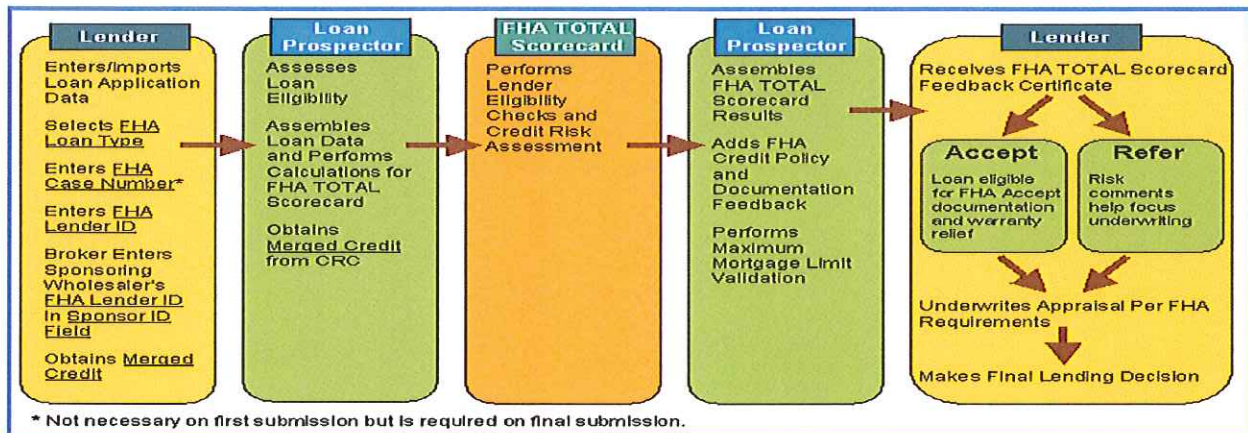 Lender
Enters/Imports
Loan Application
Data
Selects FHA
Loan Type
Enters FHA
Case Number*
Enters FHA
Lender ID
Broker Enters
Sponsoring
Wholesaler's
FHA Lender ID
In Sponsor ID
Field
Obtains Merged
Credit
Loan
Prospector
Assesses
Loan
Eligibility
Assembles
Loan Data
and Performs
Calculations for
FHA TOTAL
Scorecard
Obtains
Merged Credit
from CRC
FHA TOTAL
Scorecard
Performs
Lender
Eligibility
Checks and
Credit Risk
Assessment
Loan
Prospector
Assembles
FHA TOTAL
Scorecard
Results
Adds FHA
Credit Policy
and
Documentation
Feedback
Performs
Maximum
Mortgage Limit
Validation
Lender
Receives FHA TOTAL Scorecard
Feedback Certificate
Accept
Loan eligible
for FHA Accept
documentation
and warranty
relief
Refer
Risk
comments
help focus
underwriting
Underwrites Appraisal Per FHA
Requirements
Makes Final Lending Decision
* Not necessary on first submission but is required on final submission.